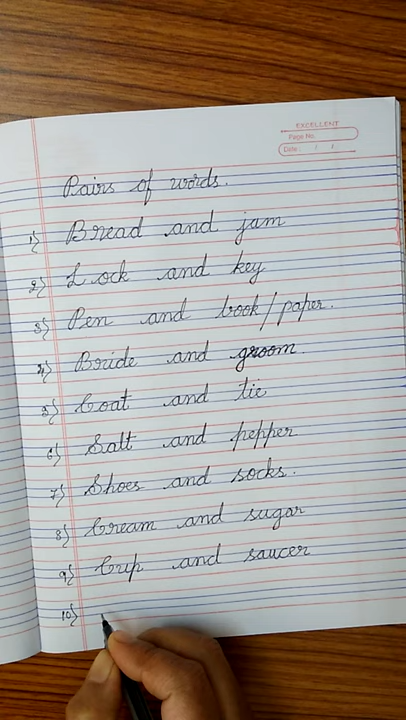 EXCELLENT
Page No.
Date : / /
Pairs of words.
1) Bread and jam
2) Lock and key
3) Pen and book/paper.
4) Bride and groom.
5) Coat and tie
6) Salt and pepper
7) Shoes and socks.
8) Cream and sugar
9) Cup and saucer
10)